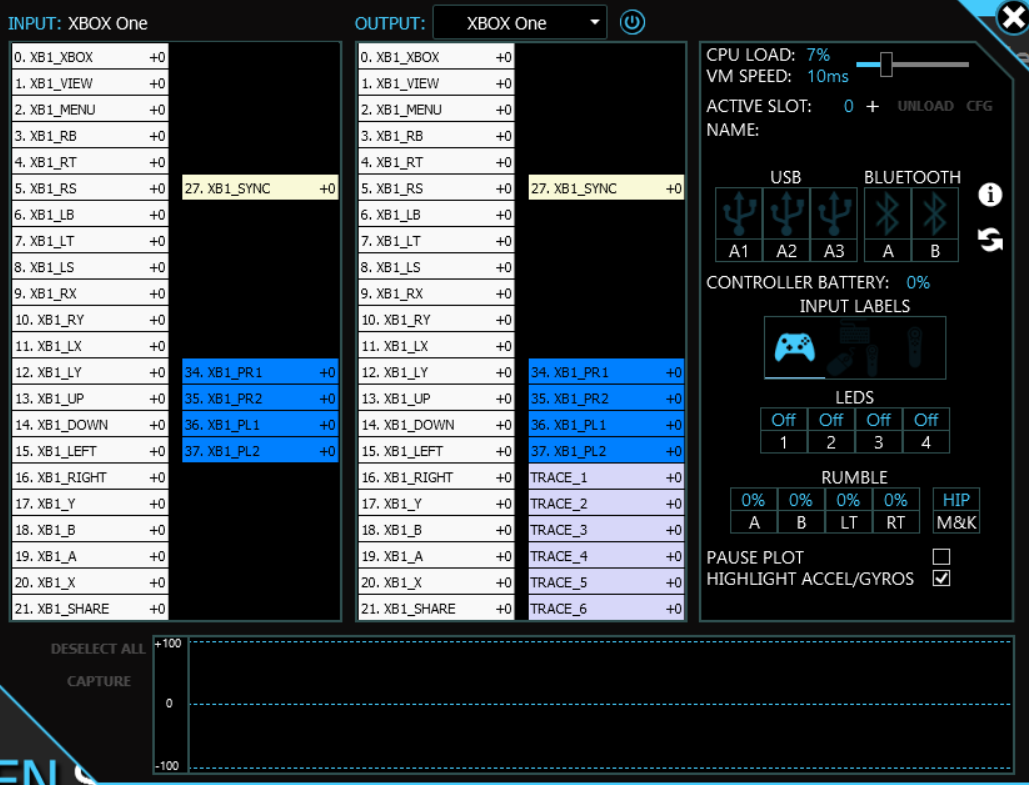 INPUT: XBOX One
OUTPUT: XBOX One
0. XB1_XBOX +0
1. XB1_VIEW +0
2. XB1_MENU +0
3. XB1_RB +0
4. XB1_RT +0
5. XB1_RS +0 27. XB1_SYNC +0
6. XB1_LB +0
7. XB1_LT +0
8. XB1_LS +0
9. XB1_RX +0
10. XB1_RY +0
11. XB1_LX +0
12. XB1_LY +0 34. XB1_PR1 +0
13. XB1_UP +0 35. XB1_PR2 +0
14. XB1_DOWN +0 36. XB1_PL1 +0
15. XB1_LEFT +0 37. XB1_PL2 +0
16. XB1_RIGHT +0
17. XB1_Y +0
18. XB1_B +0
19. XB1_A +0
20. XB1_X +0
21. XB1_SHARE +0
0. XB1_XBOX +0
1. XB1_VIEW +0
2. XB1_MENU +0
3. XB1_RB +0
4. XB1_RT +0
5. XB1_RS +0 27. XB1_SYNC +0
6. XB1_LB +0
7. XB1_LT +0
8. XB1_LS +0
9. XB1_RX +0
10. XB1_RY +0
11. XB1_LX +0
12. XB1_LY +0 34. XB1_PR1 +0
13. XB1_UP +0 35. XB1_PR2 +0
14. XB1_DOWN +0 36. XB1_PL1 +0
15. XB1_LEFT +0 37. XB1_PL2 +0
16. XB1_RIGHT +0 TRACE_1 +0
17. XB1_Y +0 TRACE_2 +0
18. XB1_B +0 TRACE_3 +0
19. XB1_A +0 TRACE_4 +0
20. XB1_X +0 TRACE_5 +0
21. XB1_SHARE +0 TRACE_6 +0
CPU LOAD: 7%
VM SPEED: 10ms
ACTIVE SLOT: 0 + UNLOAD CFG
NAME:
USB BLUETOOTH
A1 A2 A3 A B
CONTROLLER BATTERY: 0%
INPUT LABELS
LEDS
Off Off Off Off
1 2 3 4
RUMBLE
0% 0% 0% 0% HIP
A B LT RT M&K
PAUSE PLOT
HIGHLIGHT ACCEL/GYROS
DESELECT ALL
CAPTURE
+100
0
-100